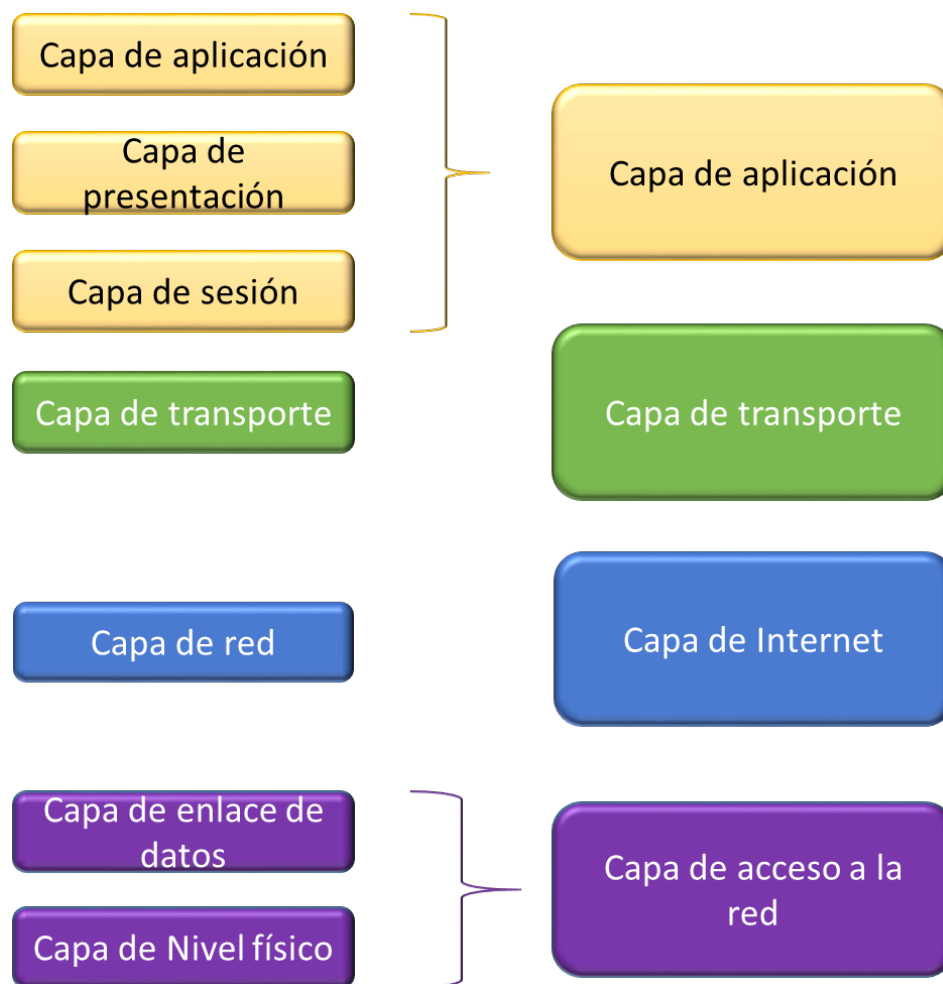 Capa de aplicación
Capa de
presentación
Capa de sesión
Capa de transporte
Capa de red
Capa de enlace de
datos
Capa de Nivel físico
Capa de aplicación
Capa de transporte
Capa de Internet
Capa de acceso a la
red